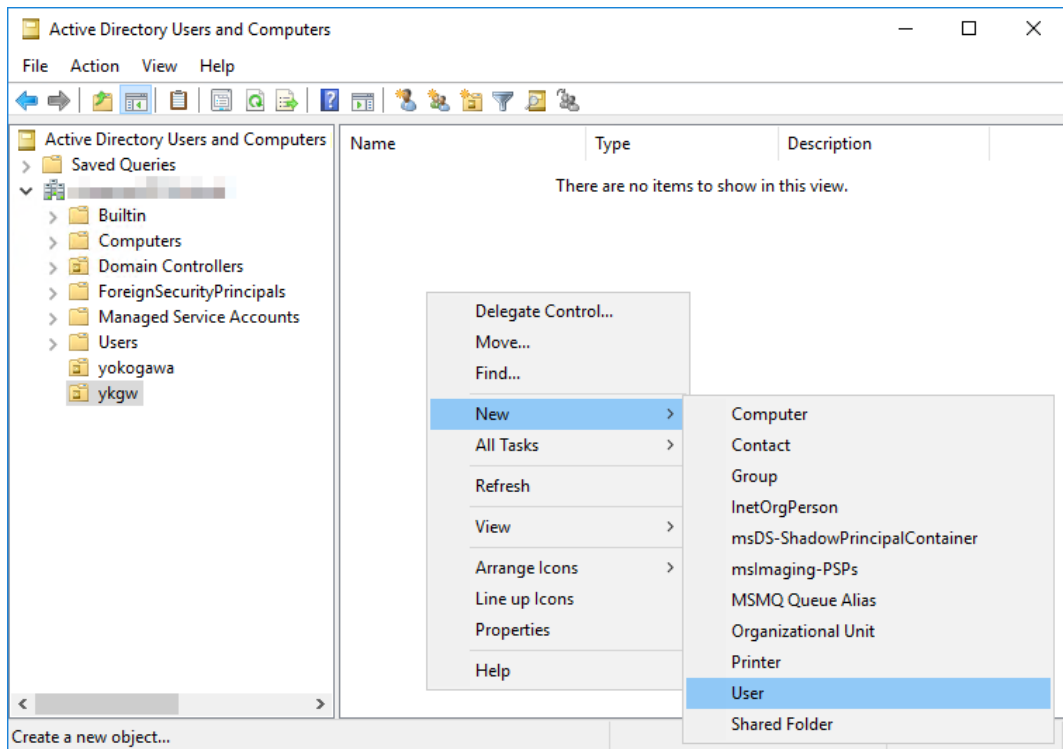 Active Directory Users and Computers
File Action View Help
Active Directory Users and Computers
Saved Queries
Builtin
Computers
Domain Controllers
ForeignSecurityPrincipals
Managed Service Accounts
Users
yokogawa
ykgw
Name Type Description
There are no items to show in this view.
Delegate Control...
Move...
Find...
New
All Tasks
Refresh
View
Arrange Icons
Line up Icons
Properties
Help
Computer
Contact
Group
InetOrgPerson
msDS-ShadowPrincipalContainer
msImaging-PSPs
MSMQ Queue Alias
Organizational Unit
Printer
User
Shared Folder
Create a new object...